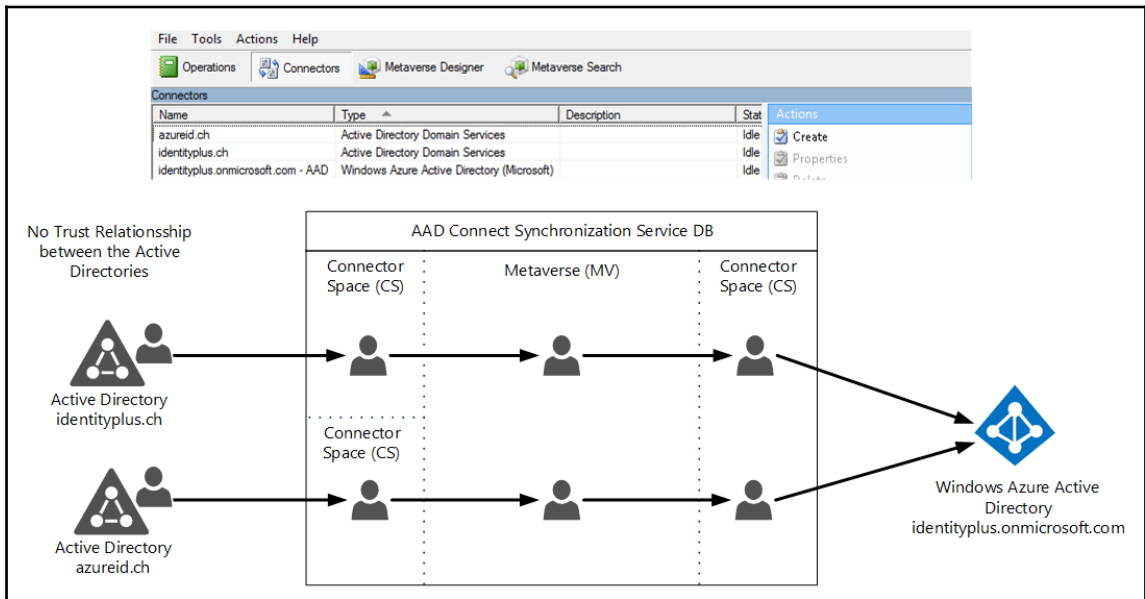 File Tools Actions Help
Operations Connectors Metaverse Designer Metaverse Search
Connectors
Name Type Description Stat Actions
azureid.ch Active Directory Domain Services Idle Create
identityplus.ch Active Directory Domain Services Idle Properties
identityplus.onmicrosoft.com - AAD Windows Azure Active Directory (Microsoft) Idle Delete
No Trust Relationsship
between the Active
Directories
AAD Connect Synchronization Service DB
Connector
Space (CS)
Metaverse (MV)
Connector
Space (CS)
Active Directory
identityplus.ch
Connector
Space (CS)
Active Directory
azureid.ch
Windows Azure Active
Directory
identityplus.onmicrosoft.com